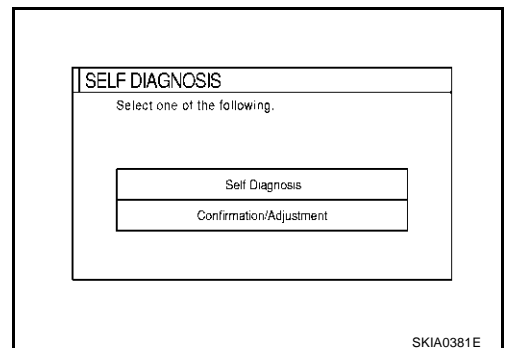 SELF DIAGNOSIS
Select one of the following.
Self Diagnosis
Confirmation/Adjustment
SKIA0381E